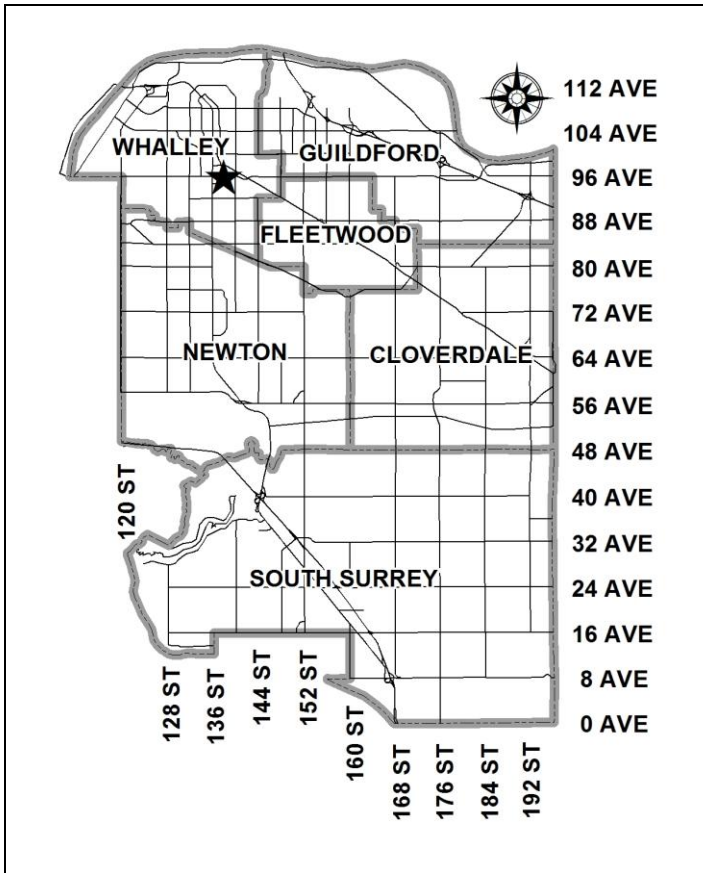 112 AVE
104 AVE
WHALLEY
GUILDFORD
96 AVE
88 AVE
FLEETWOOD
80 AVE
72 AVE
NEWTON
CLOVERDALE
64 AVE
56 AVE
48 AVE
120 ST
40 AVE
32 AVE
SOUTH SURREY
24 AVE
16 AVE
8 AVE
0 AVE
128 ST
136 ST
144 ST
152 ST
160 ST
168 ST
176 ST
184 ST
192 ST